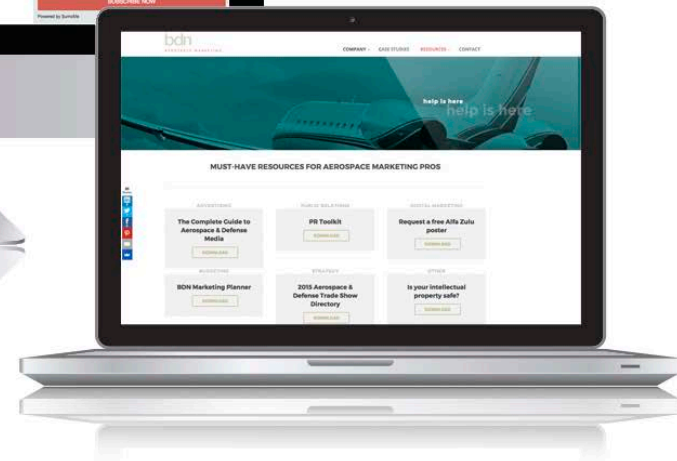 SUBSCRIBE NOW
Powered by SumoMe
bdn
AEROSPACE MARKETING
COMPANY CASE STUDIES RESOURCES CONTACT
help is here
help is here
MUST-HAVE RESOURCES FOR AEROSPACE MARKETING PROS
ADVERTISING PUBLIC RELATIONS DIGITAL MARKETING
The Complete Guide to PR Toolkit Request a free Alfa Zulu
Aerospace & Defense poster
Media
DOWNLOAD DOWNLOAD DOWNLOAD
MARKETING STRATEGY OTHER
BDN Marketing Planner 2015 Aerospace & Is your intellectual
Defense Trade Show property safe?
Directory
DOWNLOAD DOWNLOAD DOWNLOAD